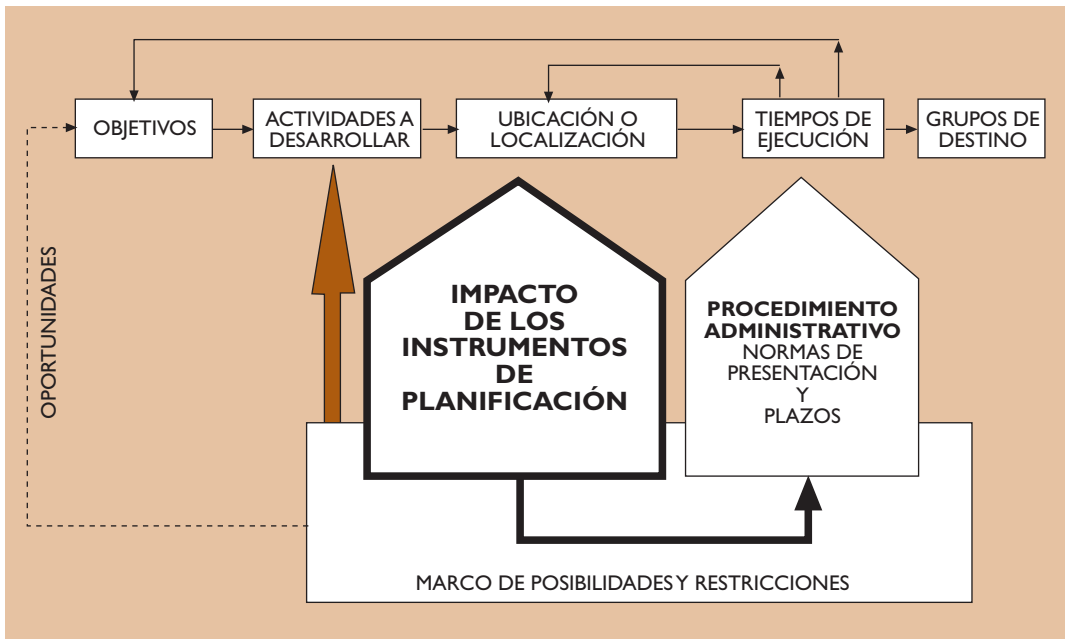 OBJETIVOS
ACTIVIDADES A
DESARROLLAR
UBICACIÓN O
LOCALIZACIÓN
TIEMPOS DE
EJECUCIÓN
GRUPOS DE
DESTINO
OPORTUNIDADES
IMPACTO
DE LOS
INSTRUMENTOS
DE
PLANIFICACIÓN
PROCEDIMIENTO
ADMINISTRATIVO
NORMAS DE
PRESENTACIÓN
Y
PLAZOS
MARCO DE POSIBILIDADES Y RESTRICCIONES